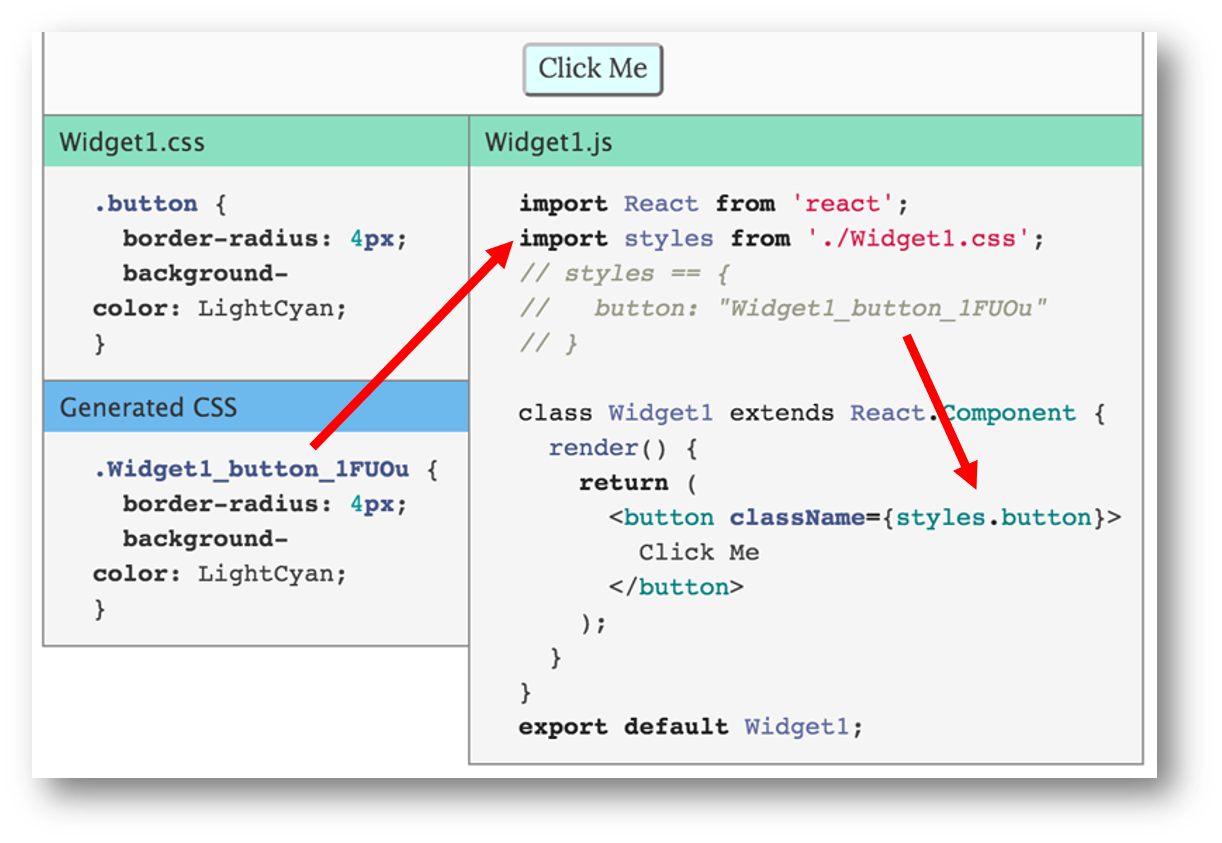 Click Me
Widget1.css
.button {
border-radius: 4px;
background-
color: LightCyan;
}
Generated CSS
.Widget1_button_1FUOu {
border-radius: 4px;
background-
color: LightCyan;
}
Widget1.js
import React from 'react';
import styles from './Widget1.css';
// styles == {
//   button: "Widget1_button_1FUOu"
// }
class Widget1 extends React.Component {
render() {
return (
<button className={styles.button}>
Click Me
</button>
);
}
}
export default Widget1;